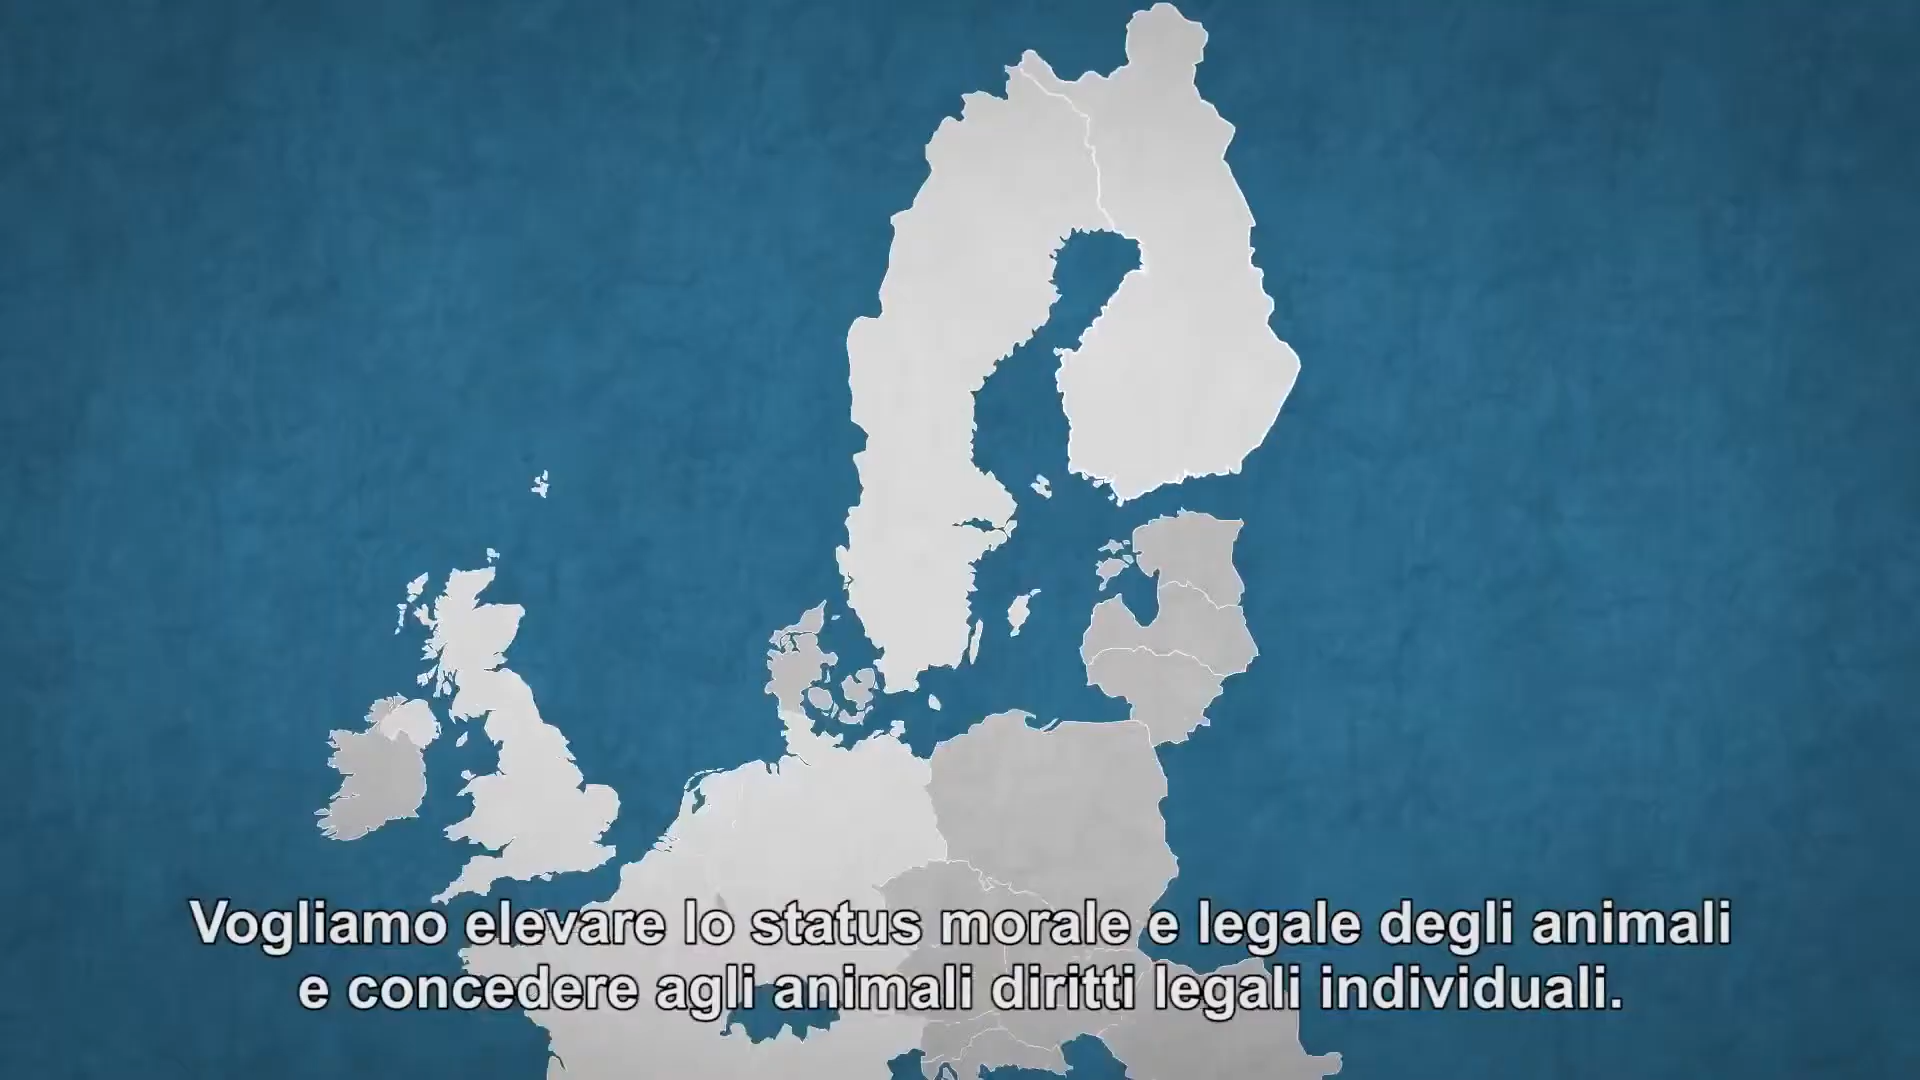 Vogliamo elevare lo status morale e legale degli animali
e concedere agli animali diritti legali individuali.